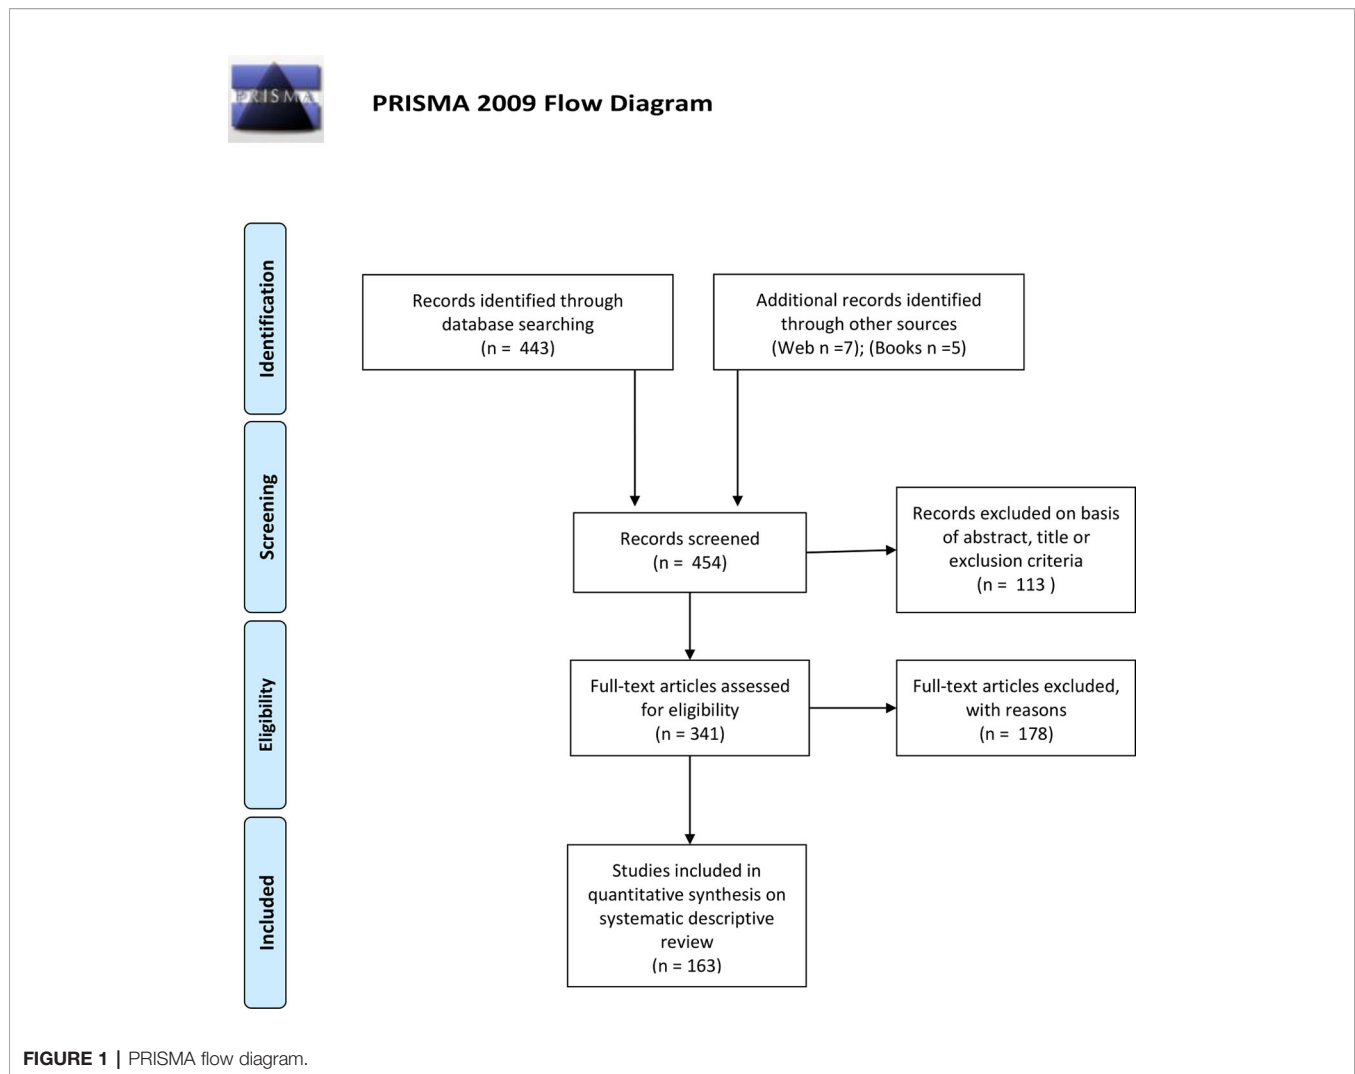 PRISMA
PRISMA 2009 Flow Diagram
Identification
Records identified through
database searching
(n =  443)
Additional records identified
through other sources
(Web n =7); (Books n =5)
Screening
Records screened
(n =  454)
Records excluded on basis
of abstract, title or
exclusion criteria
(n =  113 )
Eligibility
Full-text articles assessed
for eligibility
(n = 341)
Full-text articles excluded,
with reasons
(n =  178)
Included
Studies included in
quantitative synthesis on
systematic descriptive
review
(n = 163)
FIGURE 1 | PRISMA flow diagram.